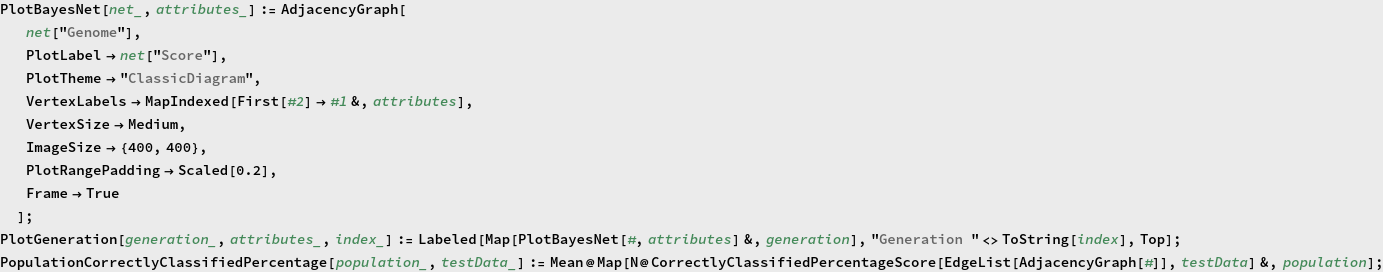 PlotBayesNet[net_, attributes_] := AdjacencyGraph[
net["Genome"],
PlotLabel → net["Score"],
PlotTheme → "ClassicDiagram",
VertexLabels → MapIndexed[First[#2] → #1 &, attributes],
VertexSize → Medium,
ImageSize → {400, 400},
PlotRangePadding → Scaled[0.2],
Frame → True
];
PlotGeneration[generation_, attributes_, index_] := Labeled[Map[PlotBayesNet[#, attributes] &, generation], "Generation " <> ToString[index], Top];
PopulationCorrectlyClassifiedPercentage[population_, testData_] := Mean@Map[N@CorrectlyClassifiedPercentageScore[EdgeList[AdjacencyGraph[#]], testData] &, population];